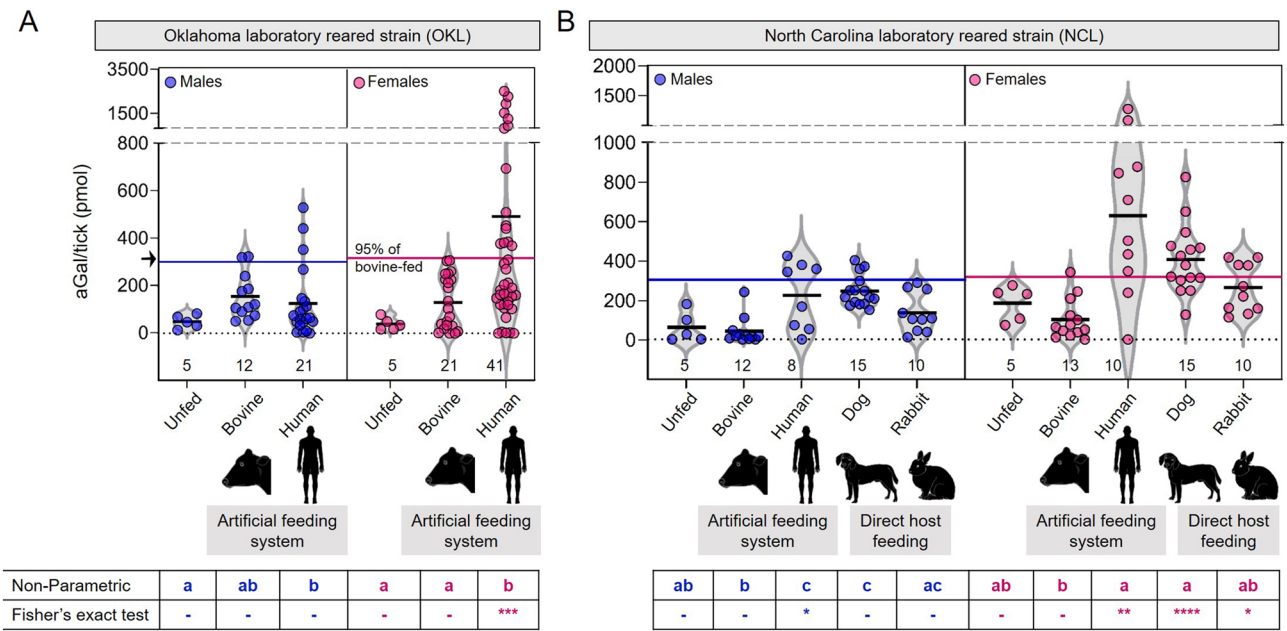 A
Oklahoma laboratory reared strain (OKL)
3500
1500
800
600
400
200
0
aGal/tick (pmol)
Males
Females
95% of
bovine-fed
5 12 21 5 21 41
Unfed Bovine Human Unfed Bovine Human
Artificial feeding
system
Artificial feeding
system
B
North Carolina laboratory reared strain (NCL)
2000
1500
1000
800
600
400
200
0
Males
Females
5 12 8 15 10 5 13 10 15 10
Unfed Bovine Human Dog Rabbit Unfed Bovine Human Dog Rabbit
Artificial feeding
system
Direct host
feeding
Artificial feeding
system
Direct host
feeding
Non-Parametric a ab b a a b
Fisher's exact test - - - - - ***
ab b c c ac ab b a a ab
- - * - - - - ** **** *